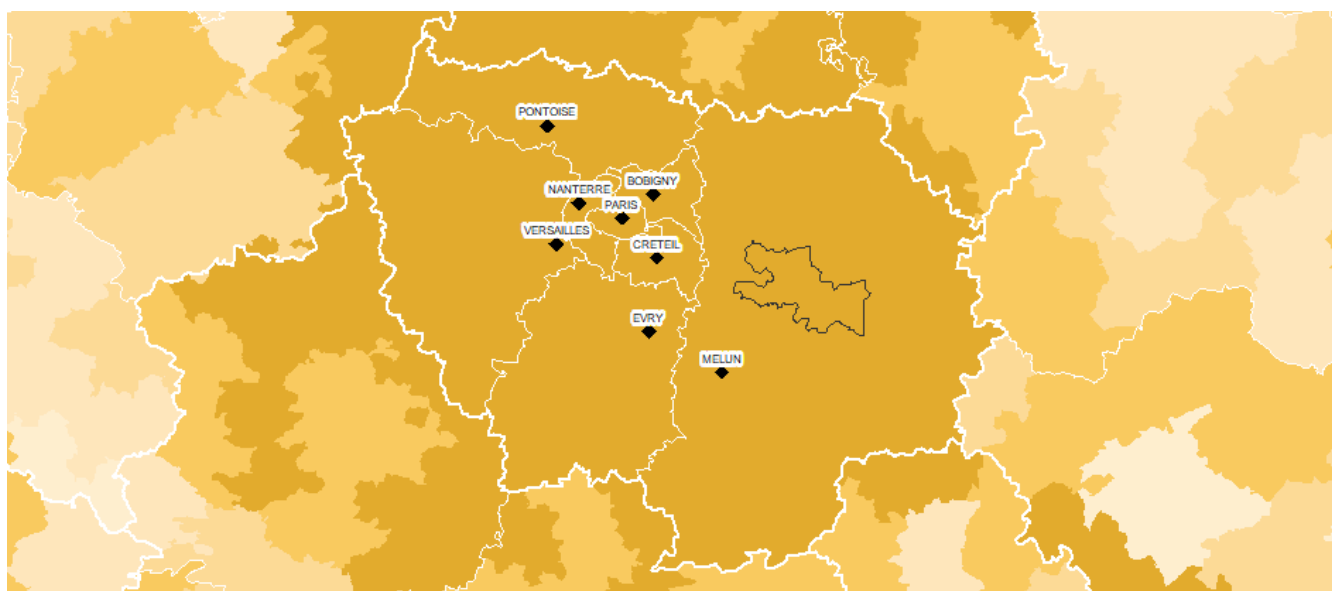 PONTOISE
BOBIGNY
NANTERRE
PARIS
VERSAILLES
CRETEIL
EVRY
MELUN